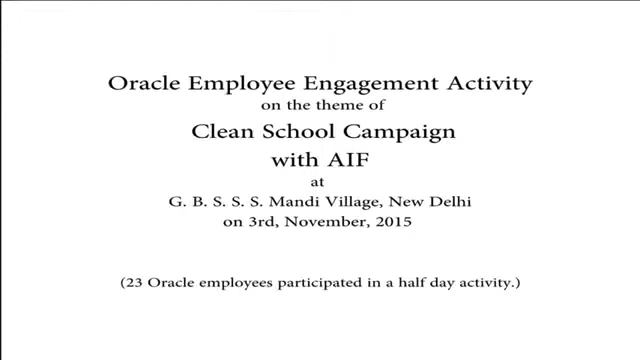 Oracle Employee Engagement Activity
on the theme of
Clean School Campaign
with AIF
at
G. B. S. S. S. Mandi Village, New Delhi
on 3rd, November, 2015
(23 Oracle employees participated in a half day activity.)